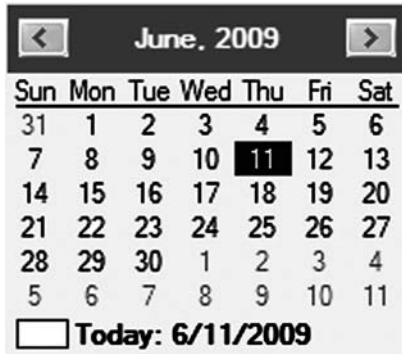 June, 2009
Sun Mon Tue Wed Thu Fri Sat
31 1 2 3 4 5 6
7 8 9 10 11 12 13
14 15 16 17 18 19 20
21 22 23 24 25 26 27
28 29 30 1 2 3 4
5 6 7 8 9 10 11
Today: 6/11/2009